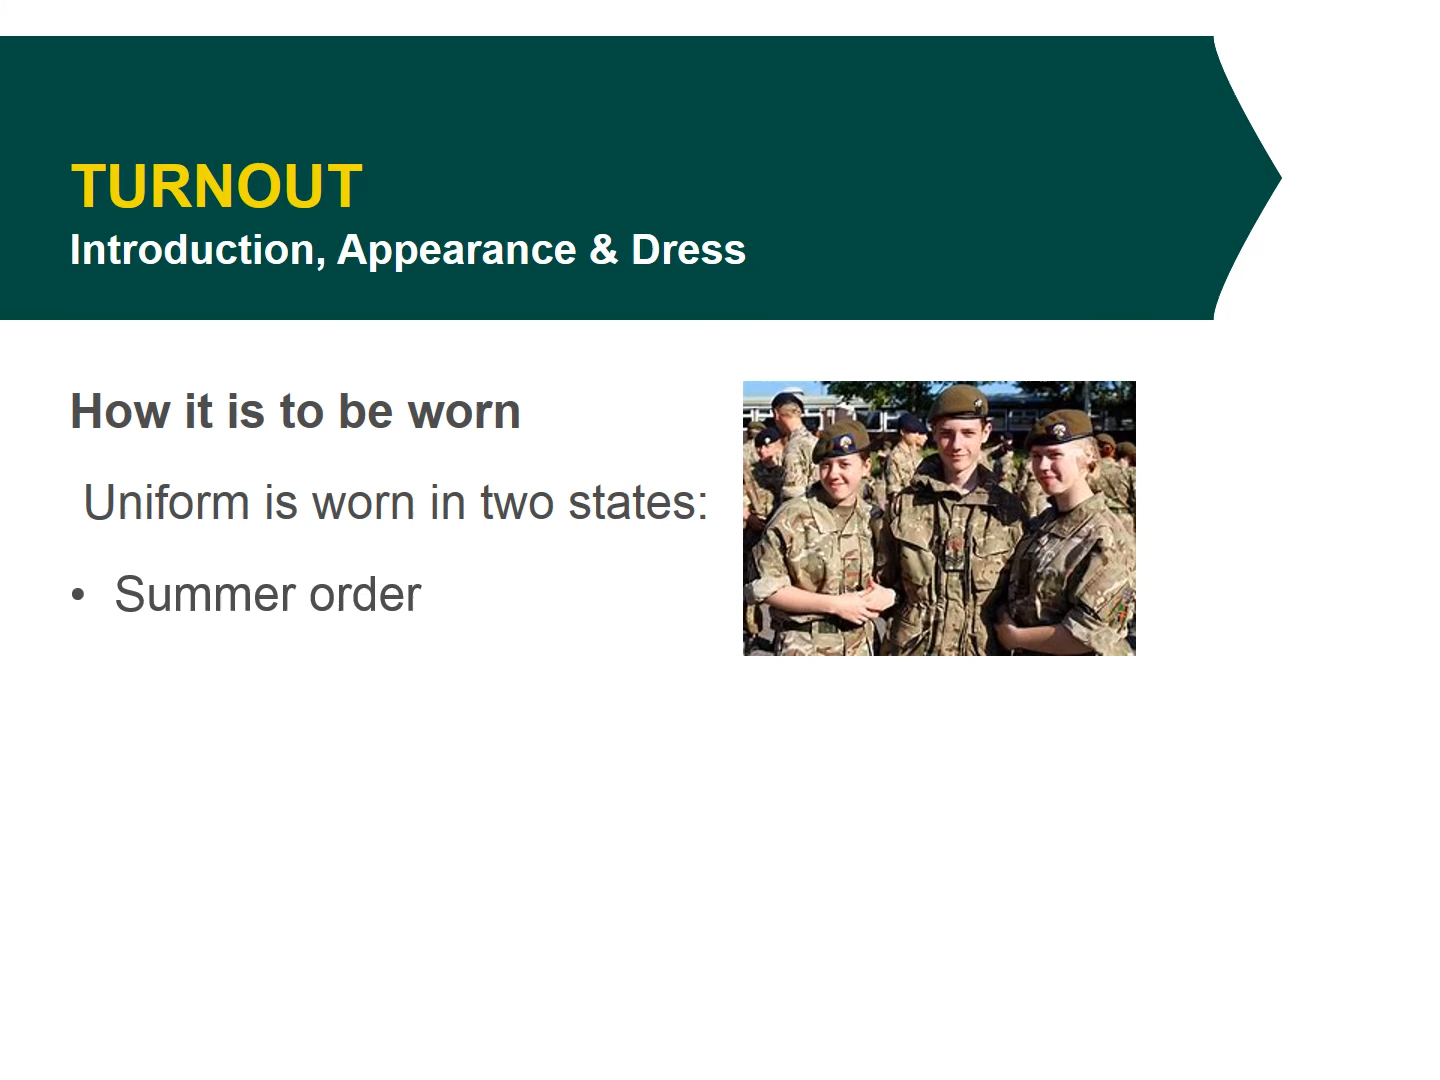 TURNOUT
Introduction, Appearance & Dress
How it is to be worn
Uniform is worn in two states:
• Summer order